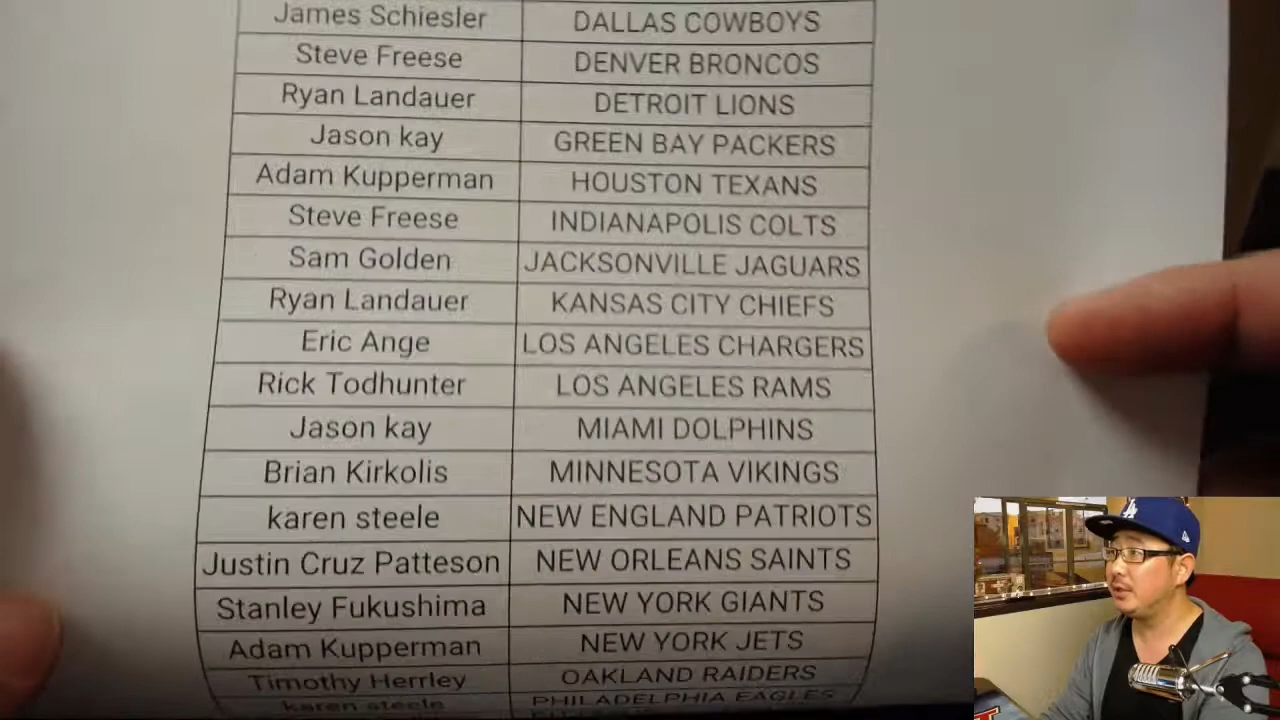 James Schiesler DALLAS COWBOYS
Steve Freese DENVER BRONCOS
Ryan Landauer DETROIT LIONS
Jason kay GREEN BAY PACKERS
Adam Kupperman HOUSTON TEXANS
Steve Freese INDIANAPOLIS COLTS
Sam Golden JACKSONVILLE JAGUARS
Ryan Landauer KANSAS CITY CHIEFS
Eric Ange LOS ANGELES CHARGERS
Rick Todhunter LOS ANGELES RAMS
Jason kay MIAMI DOLPHINS
Brian Kirkolis MINNESOTA VIKINGS
karen steele NEW ENGLAND PATRIOTS
Justin Cruz Patteson NEW ORLEANS SAINTS
Stanley Fukushima NEW YORK GIANTS
Adam Kupperman NEW YORK JETS
Timothy Herrley OAKLAND RAIDERS
karen steele PHILADELPHIA EAGLES
LA